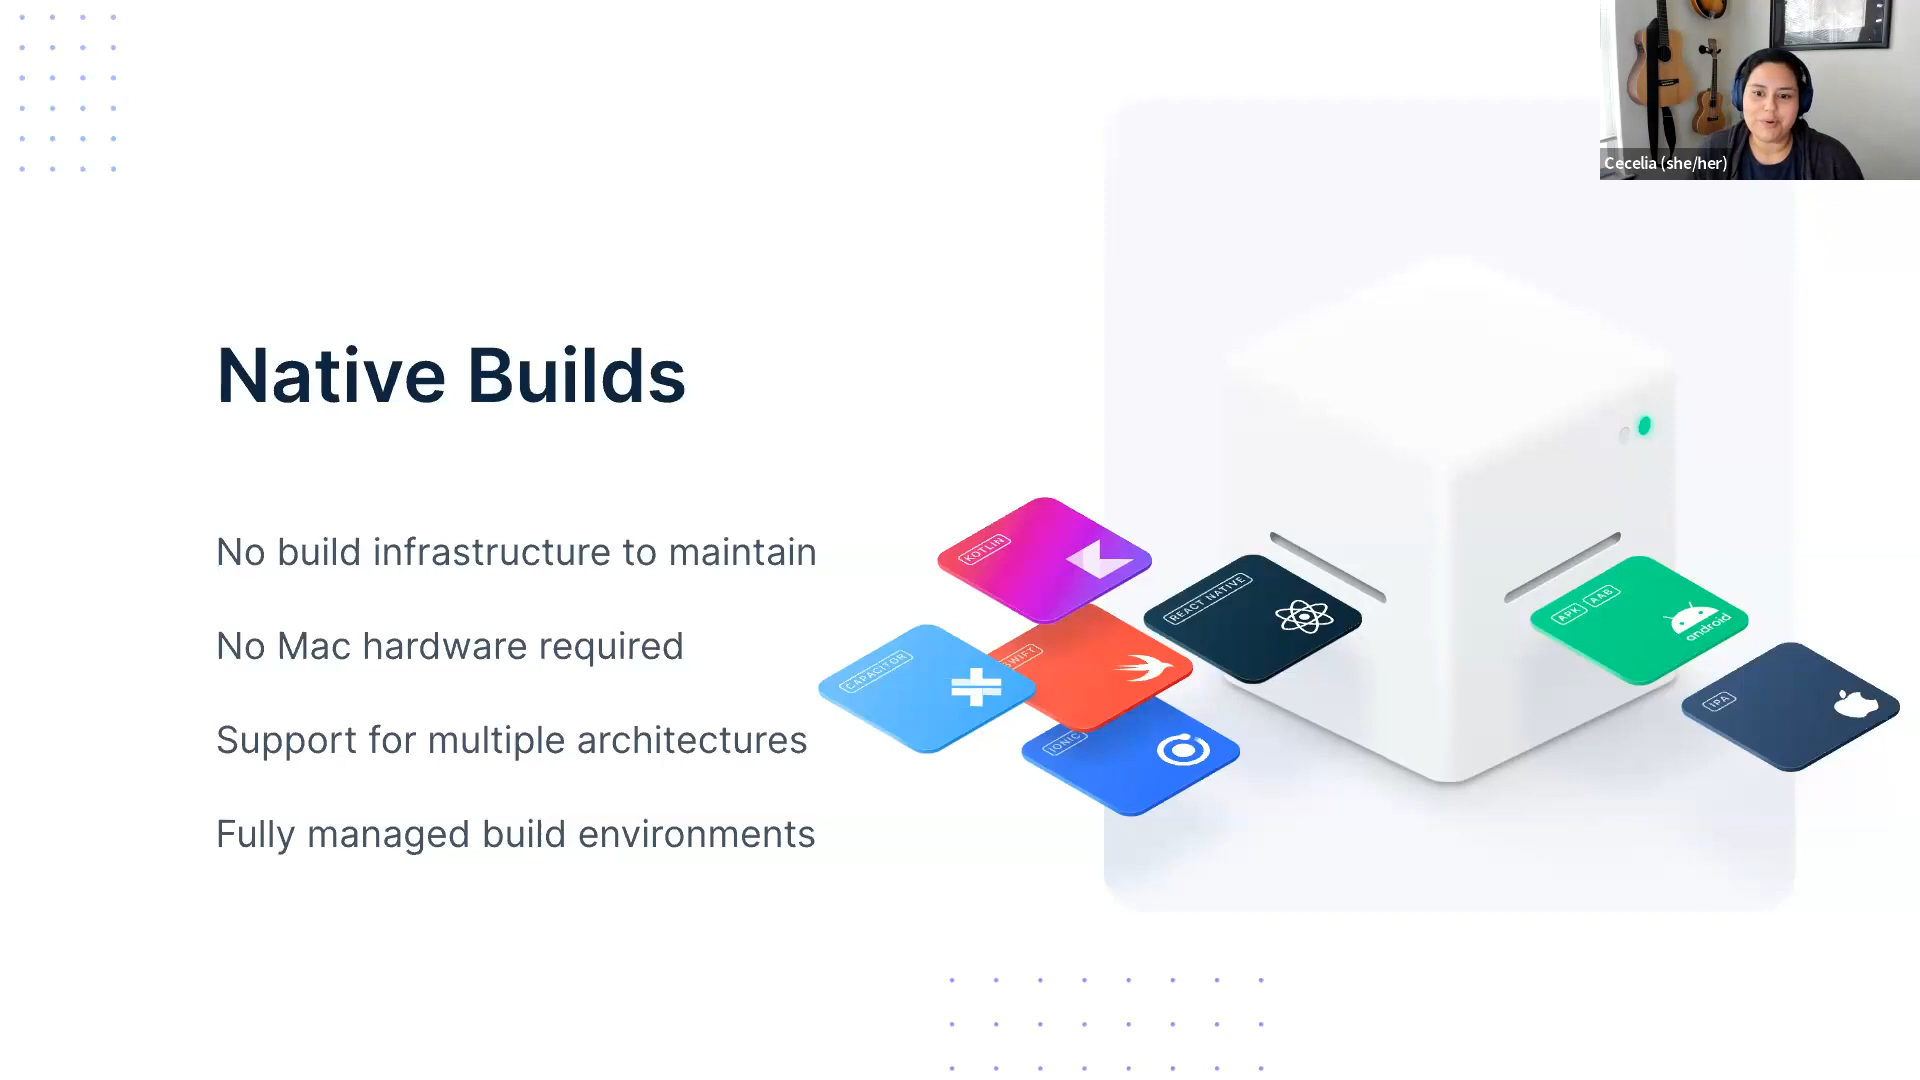 Cecelia (she/her)
Native Builds
No build infrastructure to maintain
No Mac hardware required
Support for multiple architectures
Fully managed build environments
KOTLIN
REACT NATIVE
CAPACITOR
SWIFT
IONIC
APK AAB
android
IPA